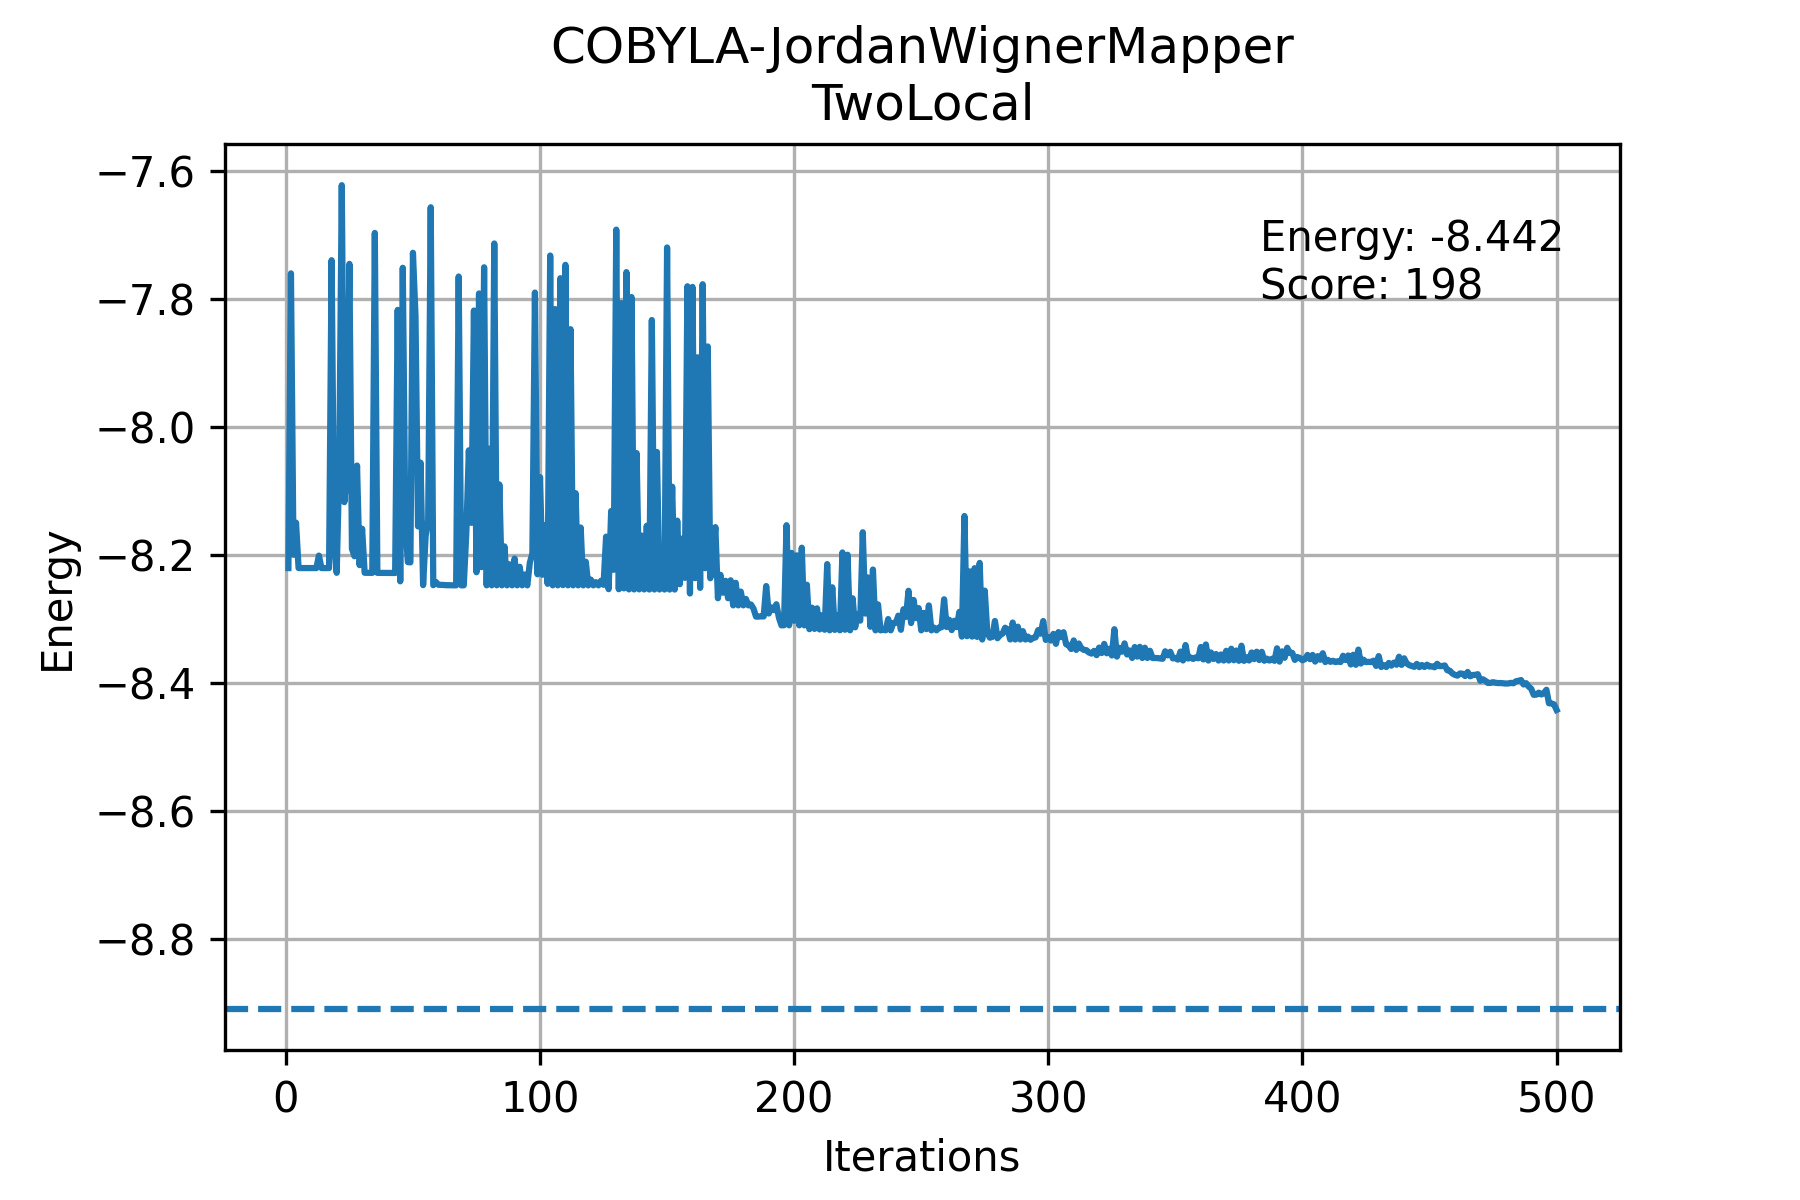 COBYLA-JordanWignerMapper
TwoLocal
−7.6
−7.8
−8.0
−8.2
−8.4
−8.6
−8.8
Energy
Energy: -8.442
Score: 198
0 100 200 300 400 500
Iterations